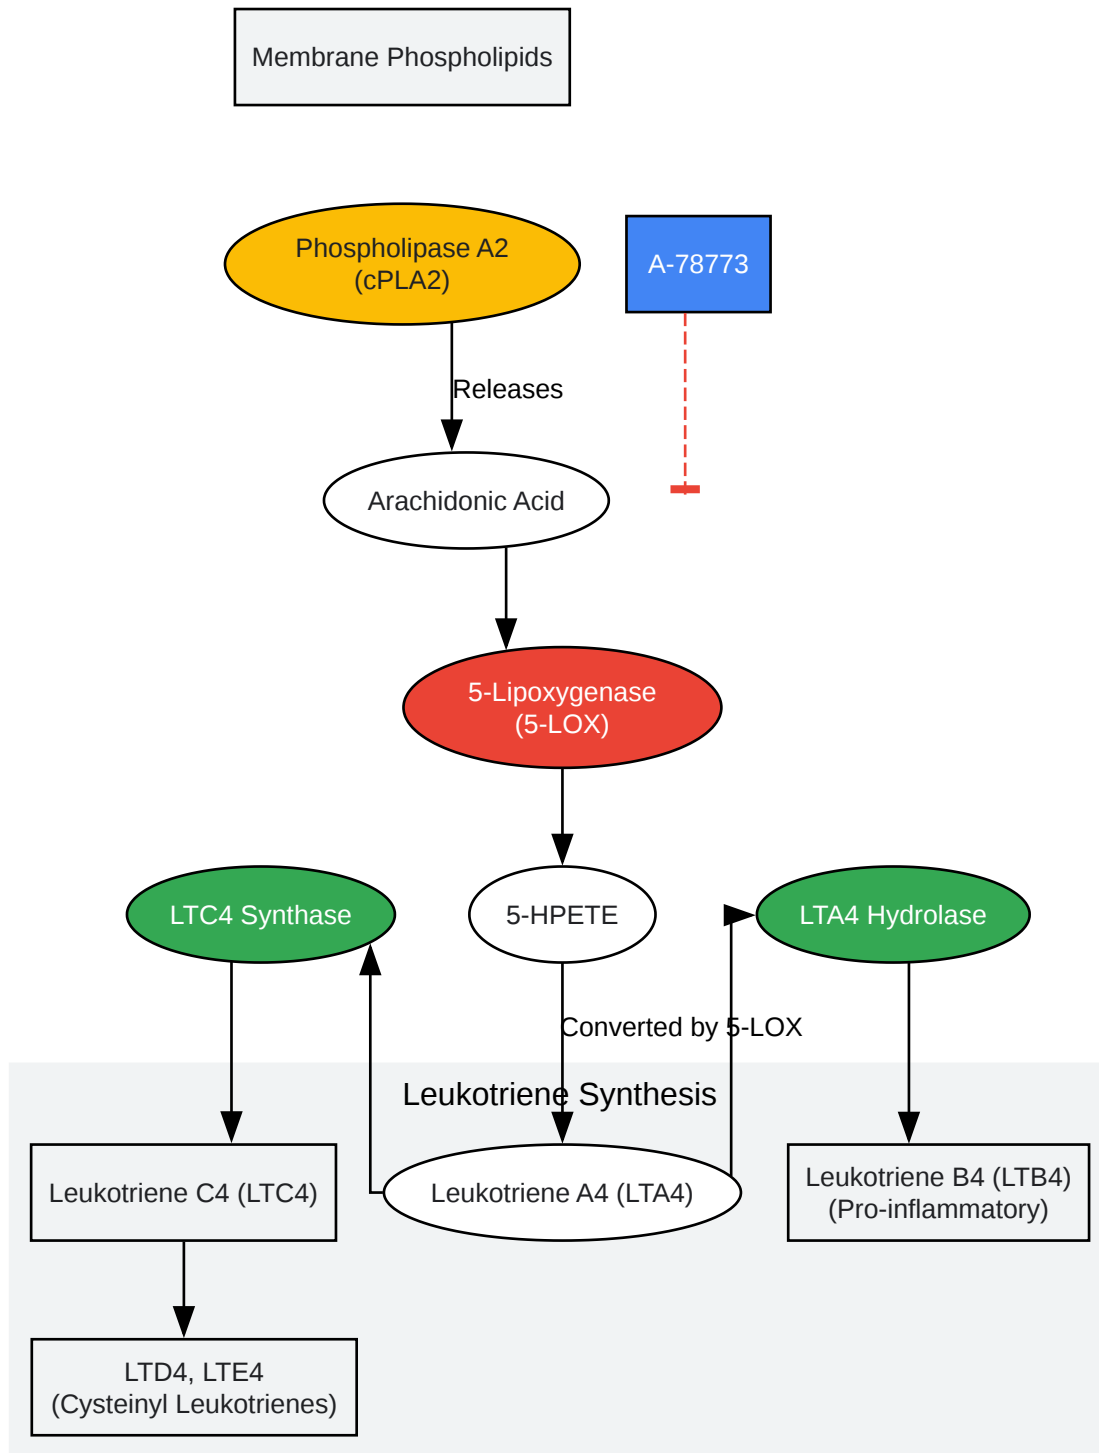 Membrane Phospholipids
Phospholipase A2
(cPLA2)
A-78773
Releases
Arachidonic Acid
5-Lipoxygenase
(5-LOX)
LTC4 Synthase
5-HPETE
LTA4 Hydrolase
Converted by 5-LOX
Leukotriene Synthesis
Leukotriene C4 (LTC4)
Leukotriene A4 (LTA4)
Leukotriene B4 (LTB4)
(Pro-inflammatory)
LTD4, LTE4
(Cysteinyl Leukotrienes)